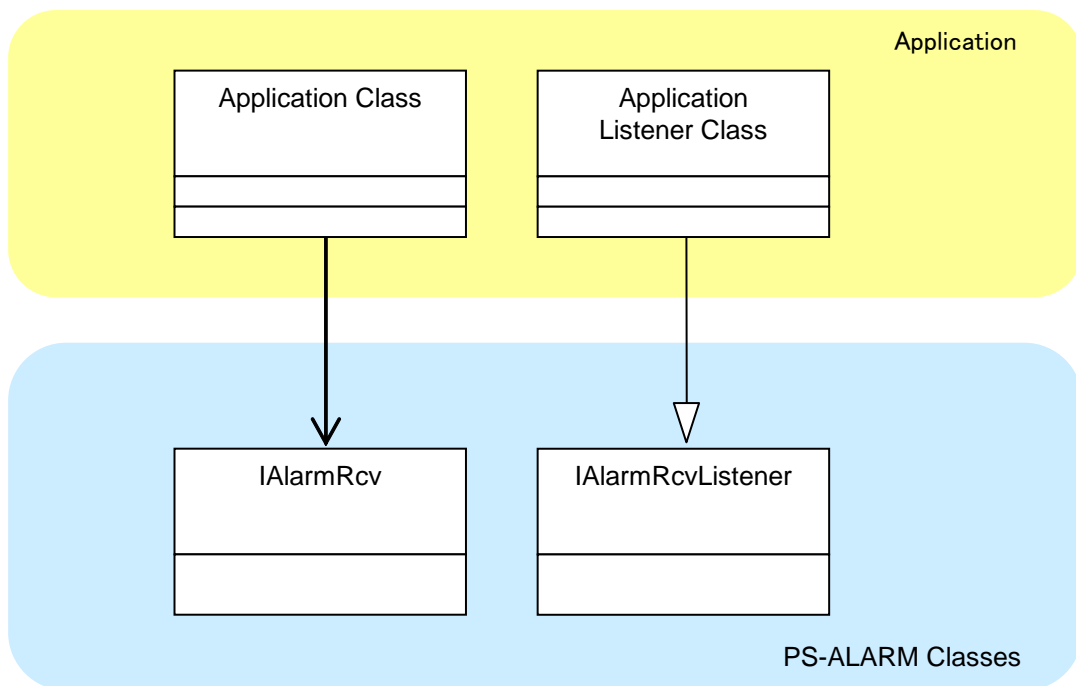 Application
Application Class
Application
Listener Class
IAlarmRcv
IAlarmRcvListener
PS-ALARM Classes